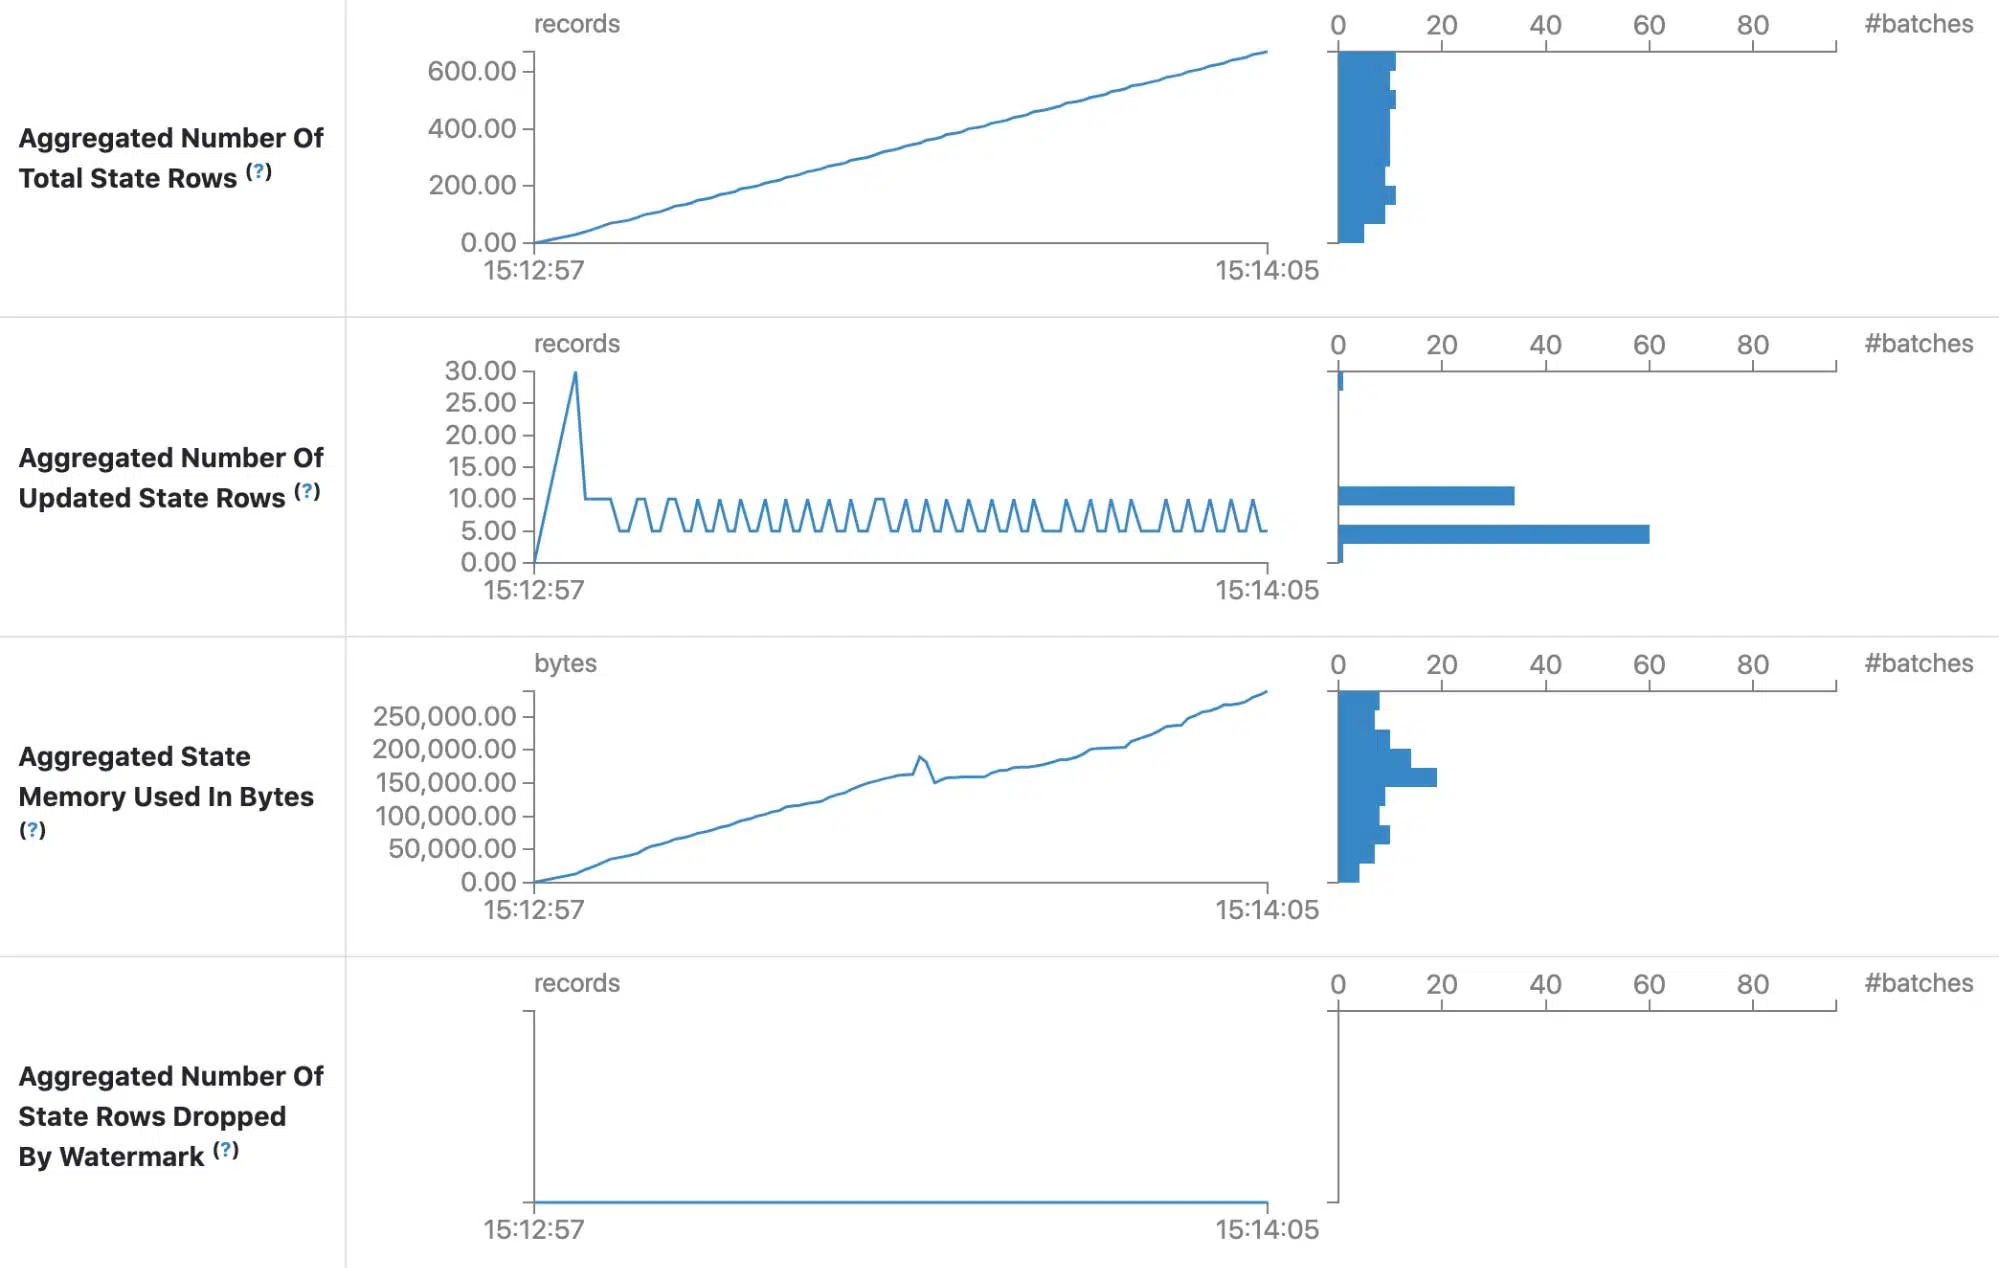 records
0 20 40 60 80 #batches
600.00
400.00
200.00
0.00
15:12:57 15:14:05
Aggregated Number Of
Total State Rows (?)
records
0 20 40 60 80 #batches
30.00
25.00
20.00
15.00
10.00
5.00
0.00
15:12:57 15:14:05
Aggregated Number Of
Updated State Rows (?)
bytes
0 20 40 60 80 #batches
250,000.00
200,000.00
150,000.00
100,000.00
50,000.00
0.00
15:12:57 15:14:05
Aggregated State
Memory Used In Bytes
(?)
records
0 20 40 60 80 #batches
15:12:57 15:14:05
Aggregated Number Of
State Rows Dropped
By Watermark (?)